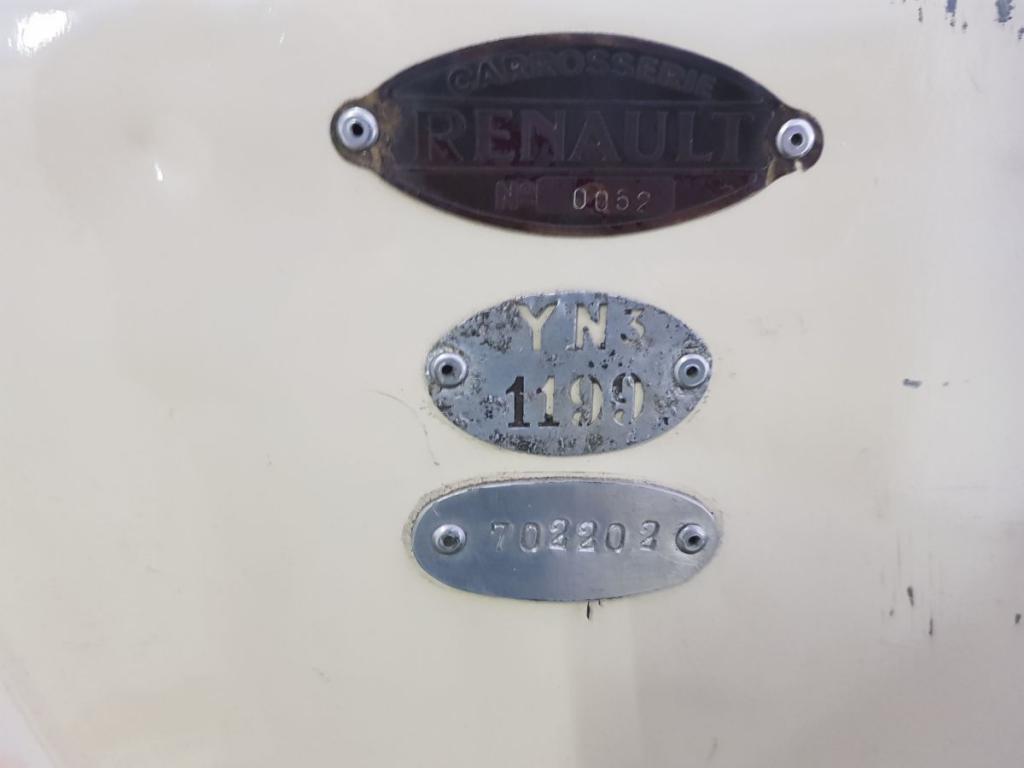 CARROSSERIE
RENAULT
No 0052
YN3
1199
702202